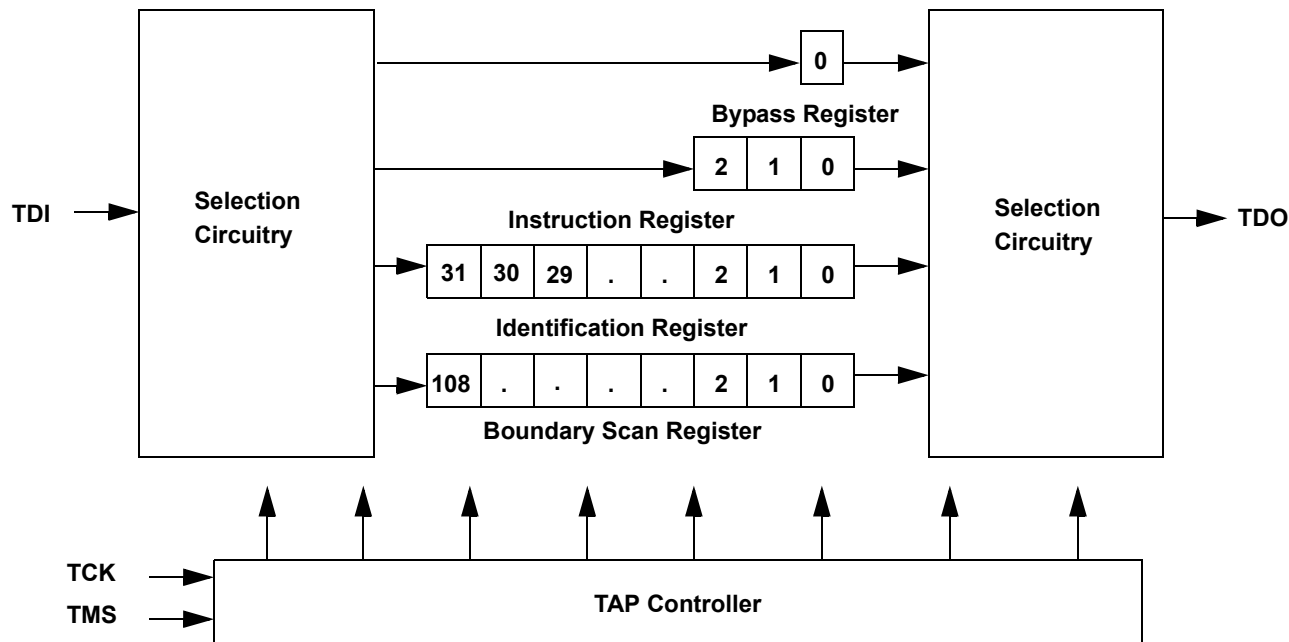 0
Bypass Register
2 1 0
Selection
Circuitry
Selection
Circuitry
TDI
TDO
Instruction Register
31 30 29 . . 2 1 0
Identification Register
108 . . . . 2 1 0
Boundary Scan Register
TCK
TMS
TAP Controller